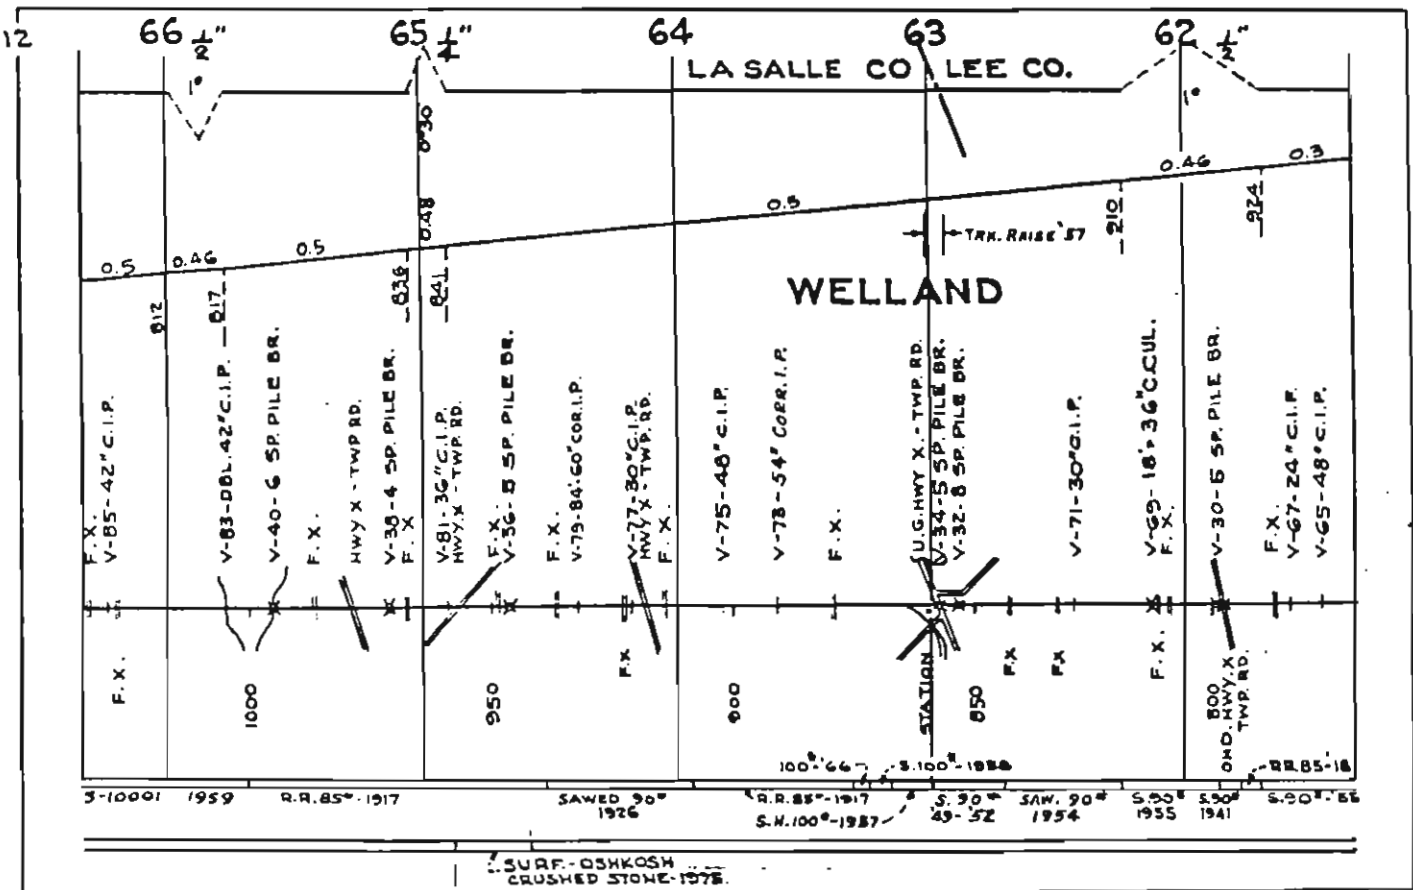 12
66 ½"
65 ¼"
64
63
62 ½"
LA SALLE CO
LEE CO.
1°
0°30
1°
0.5
0.46
0.5
0.48
0.5
0.46
0.3
812
817
836
841
910
924
TRK. RAISE '57
WELLAND
F. X.
V-85-42" C.I.P.
V-83-DBL. 42" C.I.P.
V-40-6 SP. PILE BR.
F. X.
HWY X - TWP RD.
V-38-4 SP. PILE BR.
F. X.
V-81-36" C.I.P.
HWY. X - TWP. RD.
F. X.
V-36-8 SP. PILE BR.
F. X.
V-79-84'-60" COR. I.P.
V-77-30" C.I.P.
HWY X - TWP. RD.
F. X.
V-75-48" C.I.P.
V-73-54" CORR. I.P.
F. X.
U.G. HWY X. - TWP. RD.
V-34-5 SP. PILE BR.
V-32-8 SP. PILE BR.
V-71-30" C.I.P.
V-69-18'-36" C.CUL.
F. X.
V-30-5 SP. PILE BR.
F. X.
V-67-24" C.I.P.
V-65-48" C.I.P.
F. X.
F.X
F.X
F.X
F. X.
1000
950
STATION
850
800
OHD. HWY. X
TWP. RD.
100#-'66
S.100#-1938
RR 85-18
S-10001 1959
R.R. 85#-1917
SAWED 90#
1926
R.R. 85#-1917
S.H. 100#-1937
S. 90#
'49-'52
SAW. 90#
1954
S. 90#
1955
S. 90#
1941
S. 90#
SURF.-OSHKOSH
CRUSHED STONE-1975.